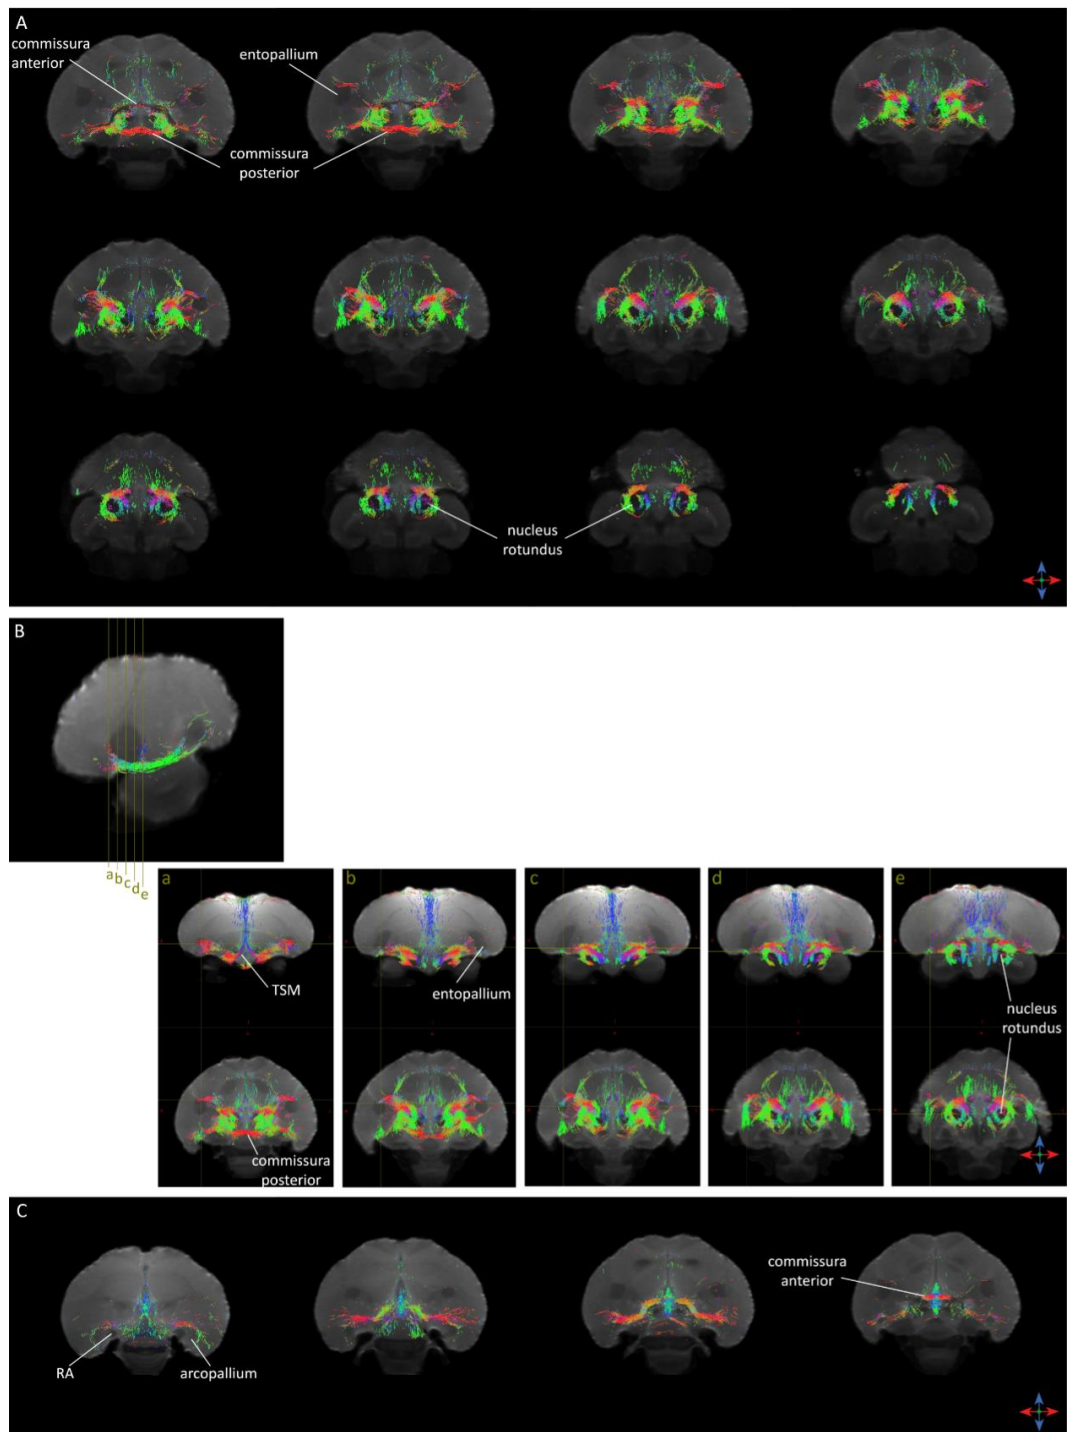 A
commissura
anterior
entopallium
commissura
posterior
nucleus
rotundus
B
a b c d e
a
b
c
d
e
TSM
entopallium
nucleus
rotundus
commissura
posterior
C
commissura
anterior
RA
arcopallium